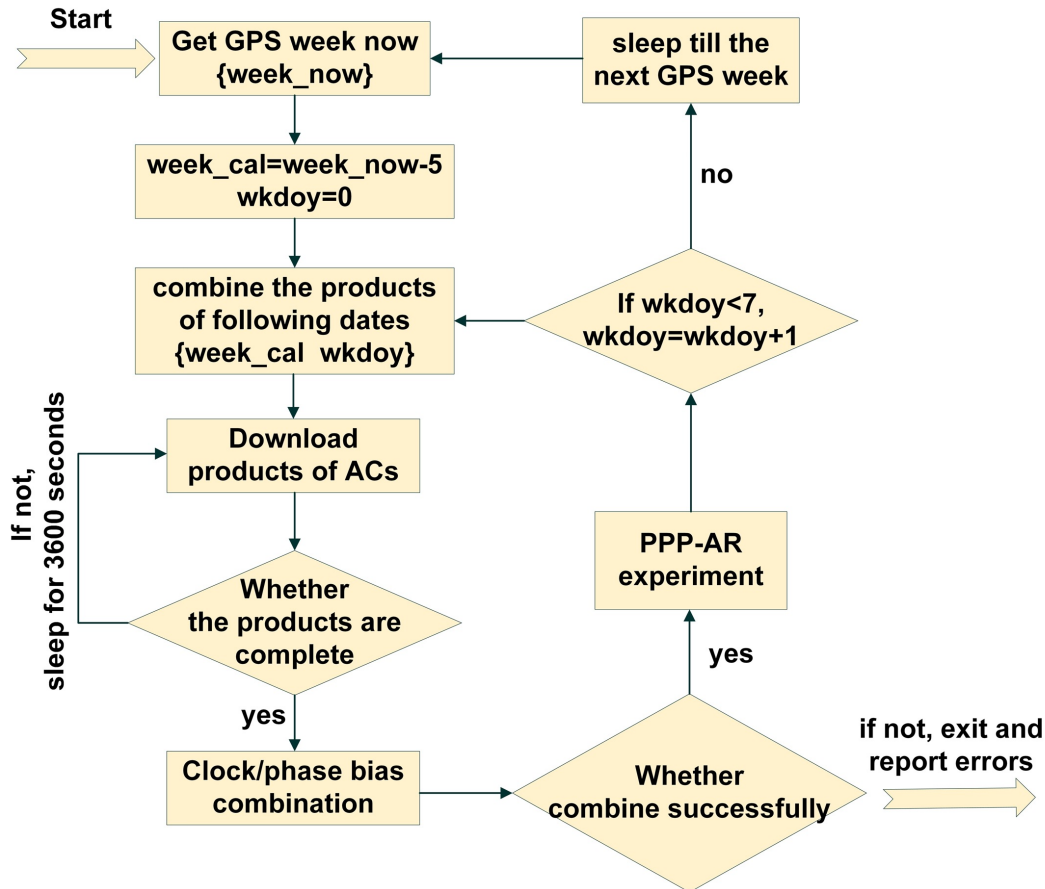 Start
Get GPS week now
{week_now}
week_cal=week_now-5
wkdoy=0
combine the products
of following dates
{week_cal  wkdoy}
Download
products of ACs
If not,
sleep for 3600 seconds
Whether
the products are
complete
yes
Clock/phase bias
combination
Whether
combine successfully
if not, exit and
report errors
yes
PPP-AR
experiment
If wkdoy<7,
wkdoy=wkdoy+1
no
sleep till the
next GPS week